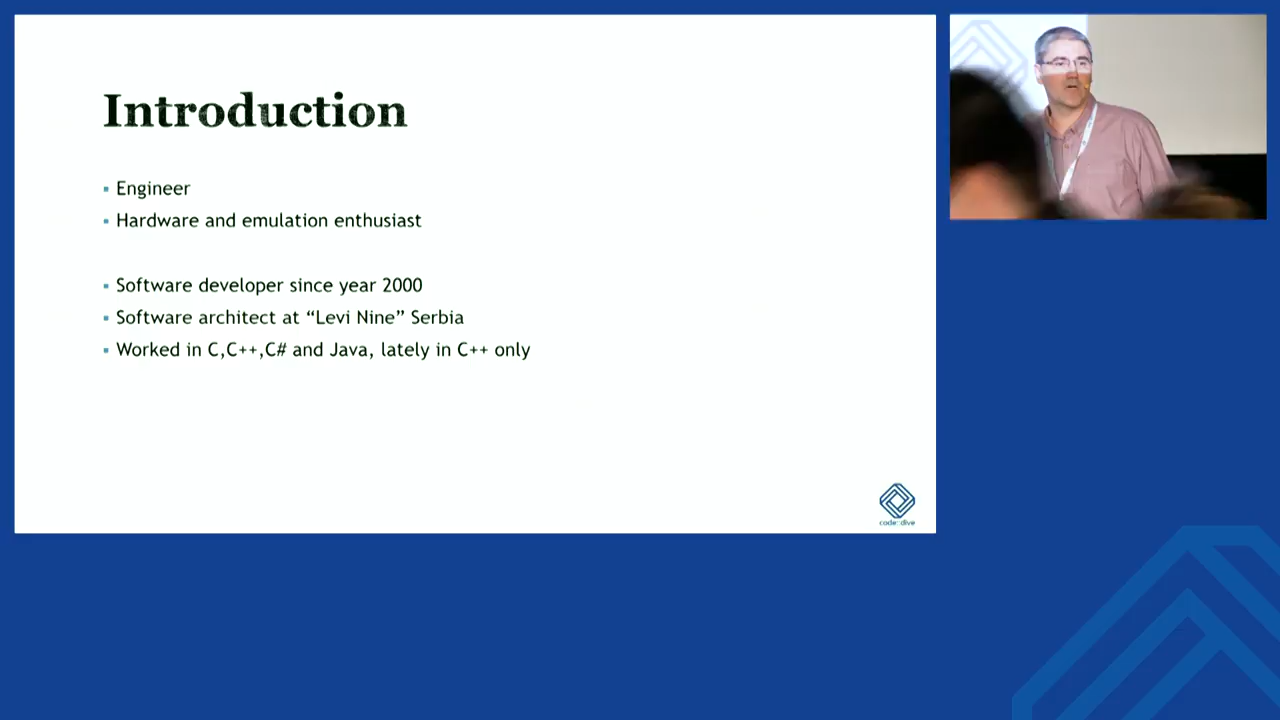 Introduction
▪ Engineer
▪ Hardware and emulation enthusiast
▪ Software developer since year 2000
▪ Software architect at “Levi Nine” Serbia
▪ Worked in C,C++,C# and Java, lately in C++ only
code::dive